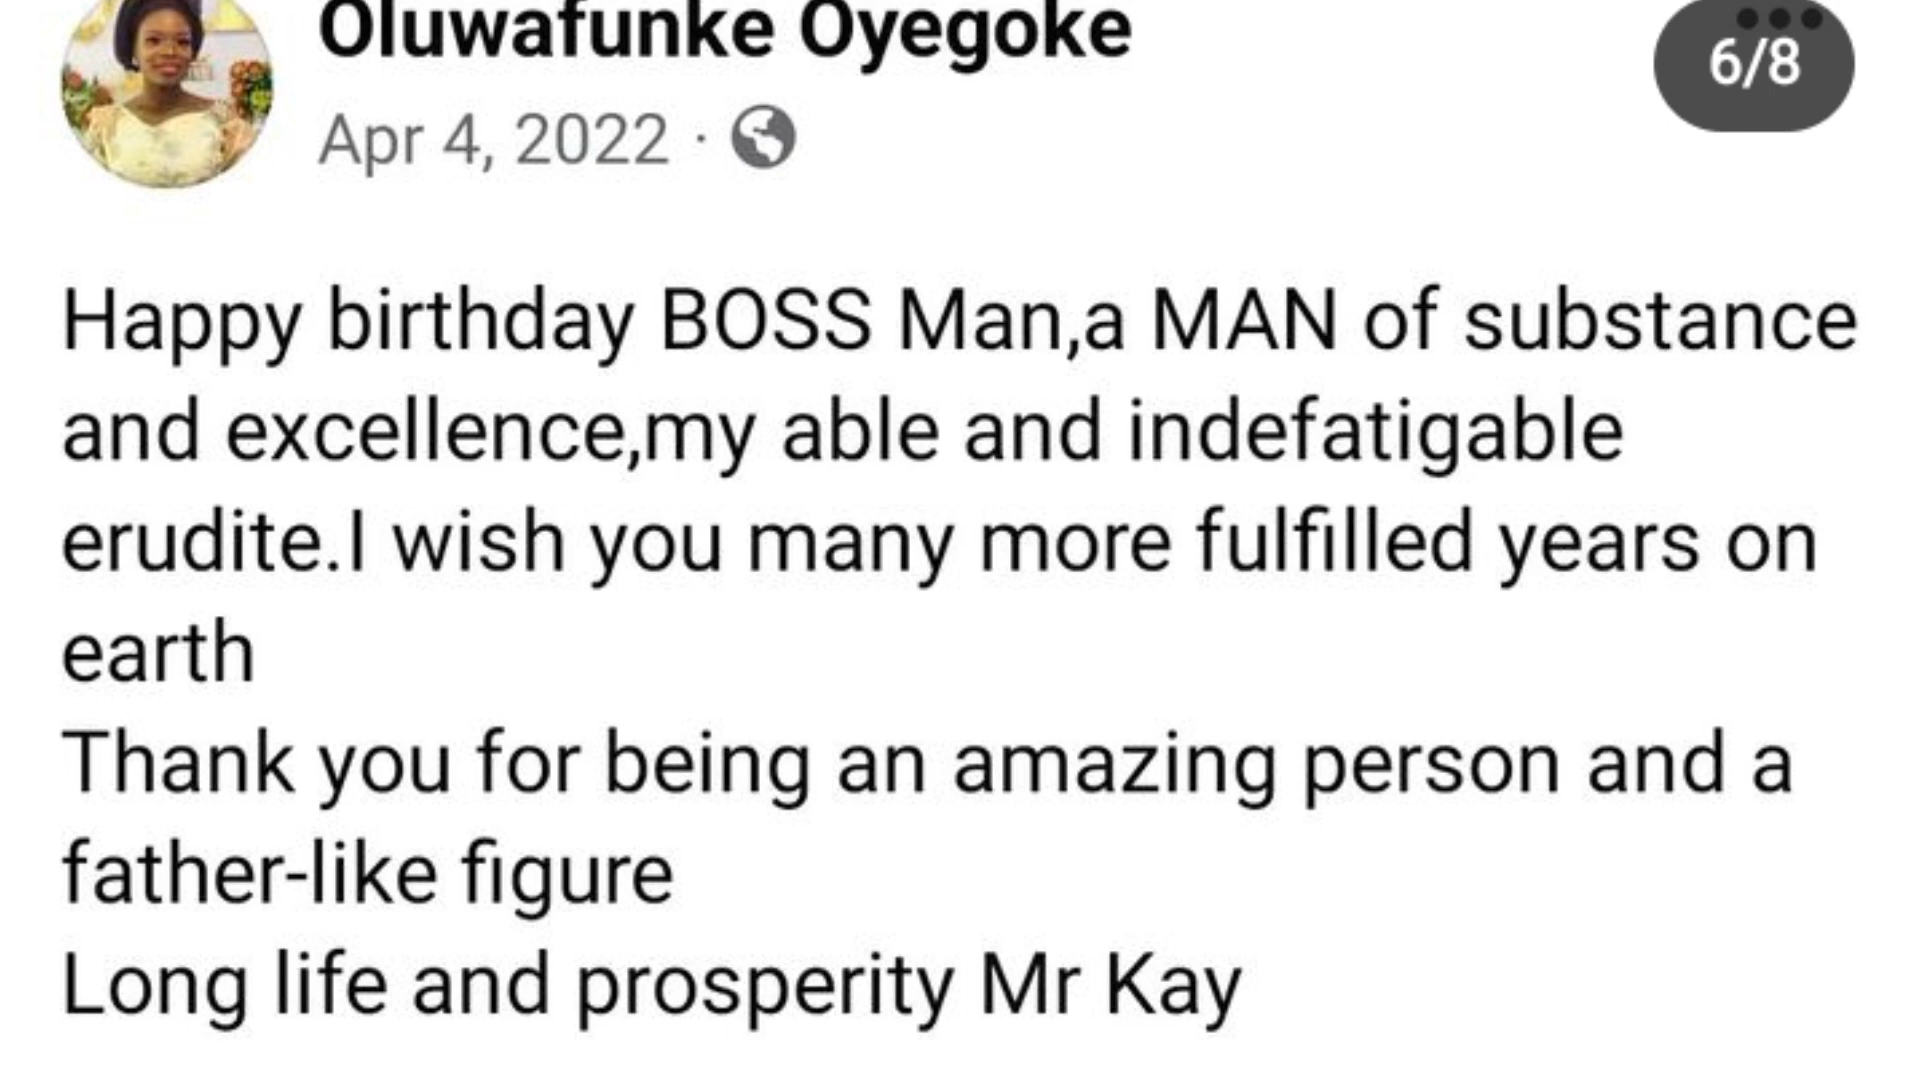 Oluwafunke Oyegoke
6/8
Apr 4, 2022 ·
Happy birthday BOSS Man,a MAN of substance
and excellence,my able and indefatigable
erudite.I wish you many more fulfilled years on
earth
Thank you for being an amazing person and a
father-like figure
Long life and prosperity Mr Kay